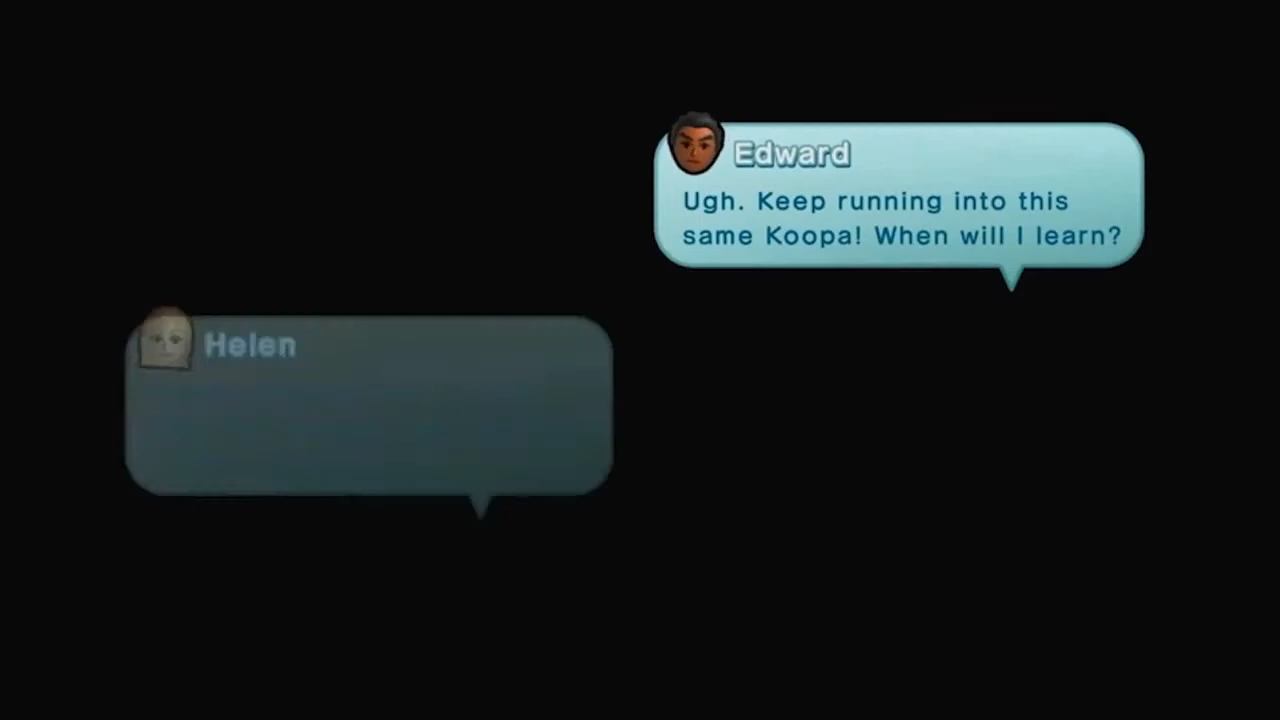 Edward
Ugh. Keep running into this
same Koopa! When will I learn?
Helen